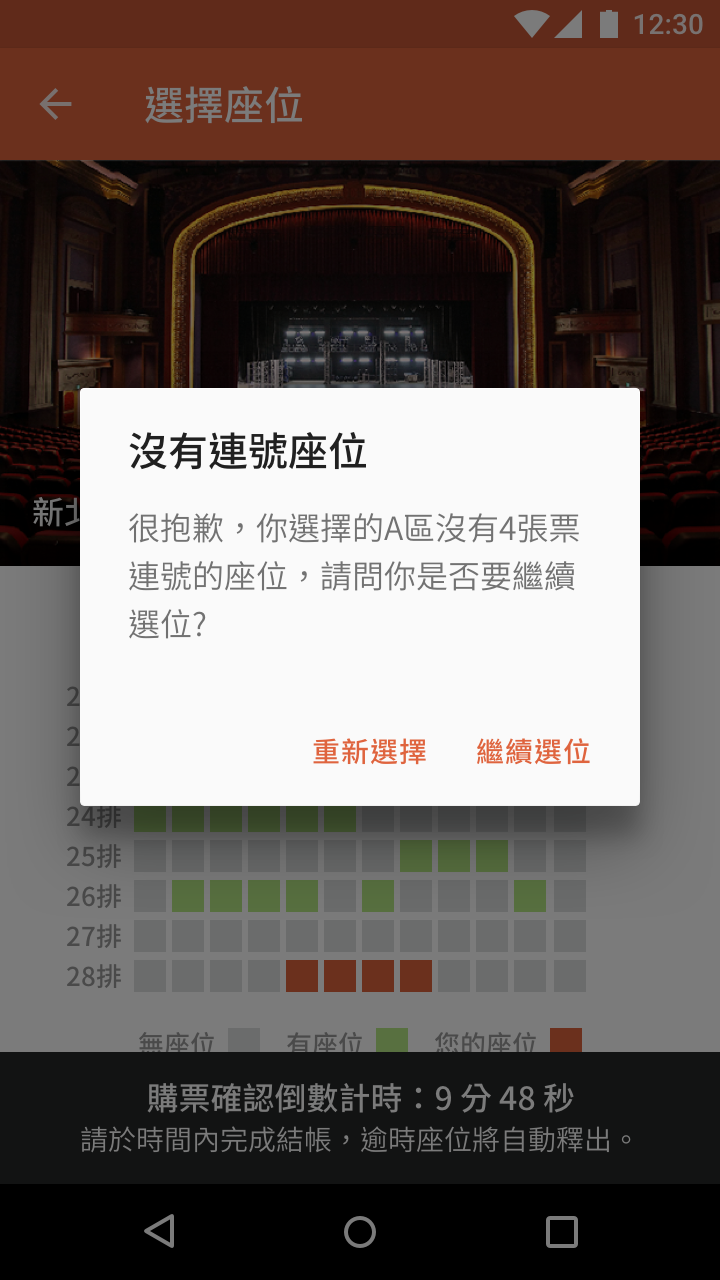 12:30
選擇座位
新北
沒有連號座位
很抱歉，你選擇的A區沒有4張票
連號的座位，請問你是否要繼續
選位?
重新選擇 繼續選位
2
2
2
24排
25排
26排
27排
28排
無座位 有座位 您的座位
購票確認倒數計時：9 分 48 秒
請於時間內完成結帳，逾時座位將自動釋出。